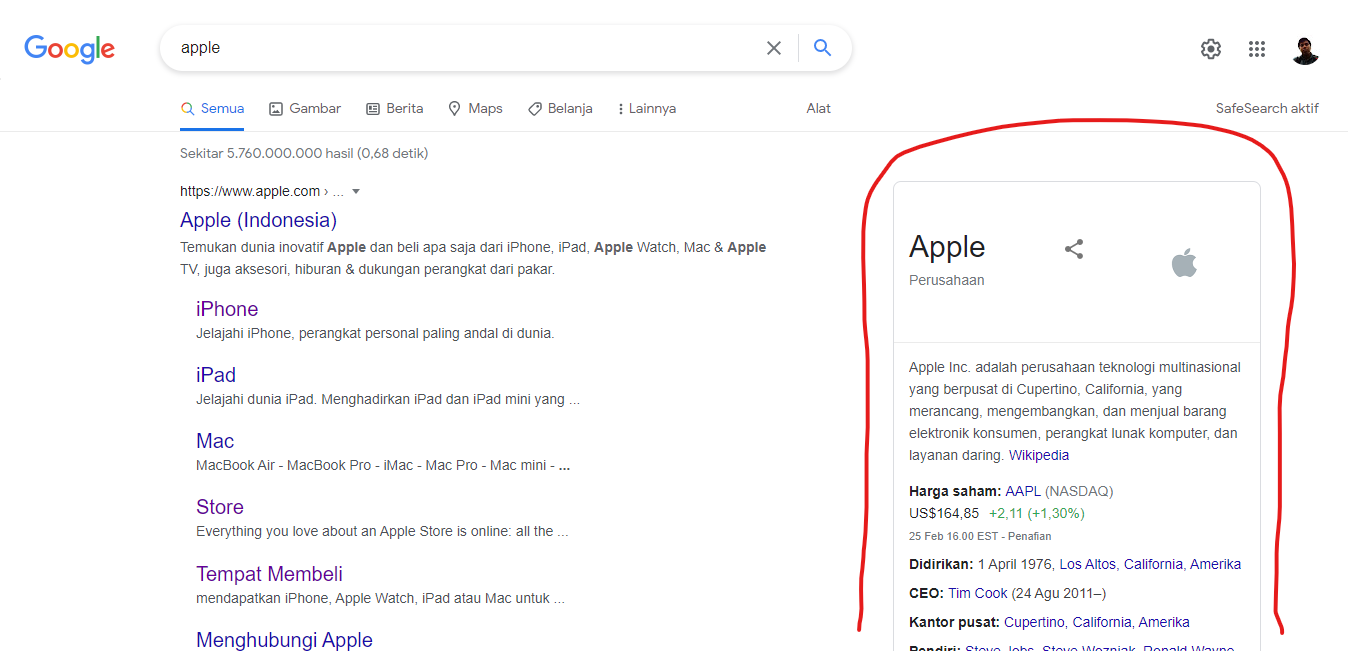 Google
apple
Semua
Gambar
Berita
Maps
Belanja
Lainnya
Alat
SafeSearch aktif
Sekitar 5.760.000.000 hasil (0,68 detik)
https://www.apple.com › ...
Apple (Indonesia)
Temukan dunia inovatif Apple dan beli apa saja dari iPhone, iPad, Apple Watch, Mac & Apple
TV, juga aksesori, hiburan & dukungan perangkat dari pakar.
iPhone
Jelajahi iPhone, perangkat personal paling andal di dunia.
iPad
Jelajahi dunia iPad. Menghadirkan iPad dan iPad mini yang ...
Mac
MacBook Air - MacBook Pro - iMac - Mac Pro - Mac mini - ...
Store
Everything you love about an Apple Store is online: all the ...
Tempat Membeli
mendapatkan iPhone, Apple Watch, iPad atau Mac untuk ...
Menghubungi Apple
Apple
Perusahaan
Apple Inc. adalah perusahaan teknologi multinasional
yang berpusat di Cupertino, California, yang
merancang, mengembangkan, dan menjual barang
elektronik konsumen, perangkat lunak komputer, dan
layanan daring. Wikipedia
Harga saham: AAPL (NASDAQ)
US$164,85 +2,11 (+1,30%)
25 Feb 16.00 EST - Penafian
Didirikan: 1 April 1976, Los Altos, California, Amerika
CEO: Tim Cook (24 Agu 2011–)
Kantor pusat: Cupertino, California, Amerika
Pendiri: Steve Jobs, Steve Wozniak, Ronald Wayne